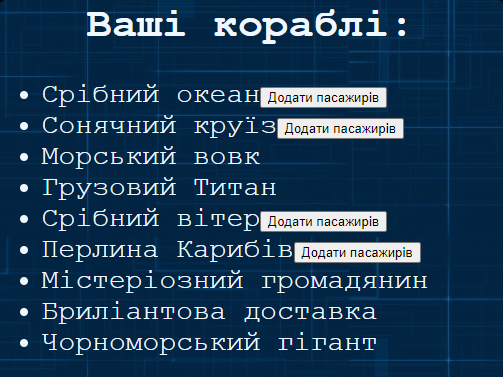 Ваші кораблі:
Срібний океан Додати пасажирів
Сонячний круїз Додати пасажирів
Морський вовк
Грузовий Титан
Срібний вітер Додати пасажирів
Перлина Карибів Додати пасажирів
Містеріозний громадянин
Бриліантова доставка
Чорноморський гігант